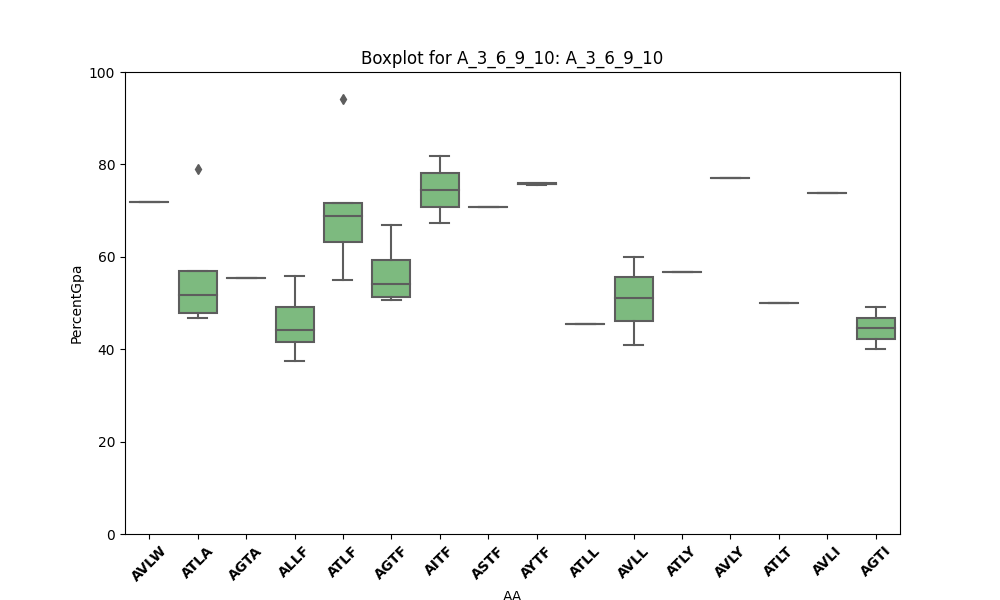 Boxplot for A_3_6_9_10: A_3_6_9_10
100
80
60
40
20
0
PercentGpa
AVLW ATLA AGTA ALLF ATLF AGTF AITF ASTF AYTF ATLL AVLL ATLY AVLY ATLT AVLI AGTI
AA